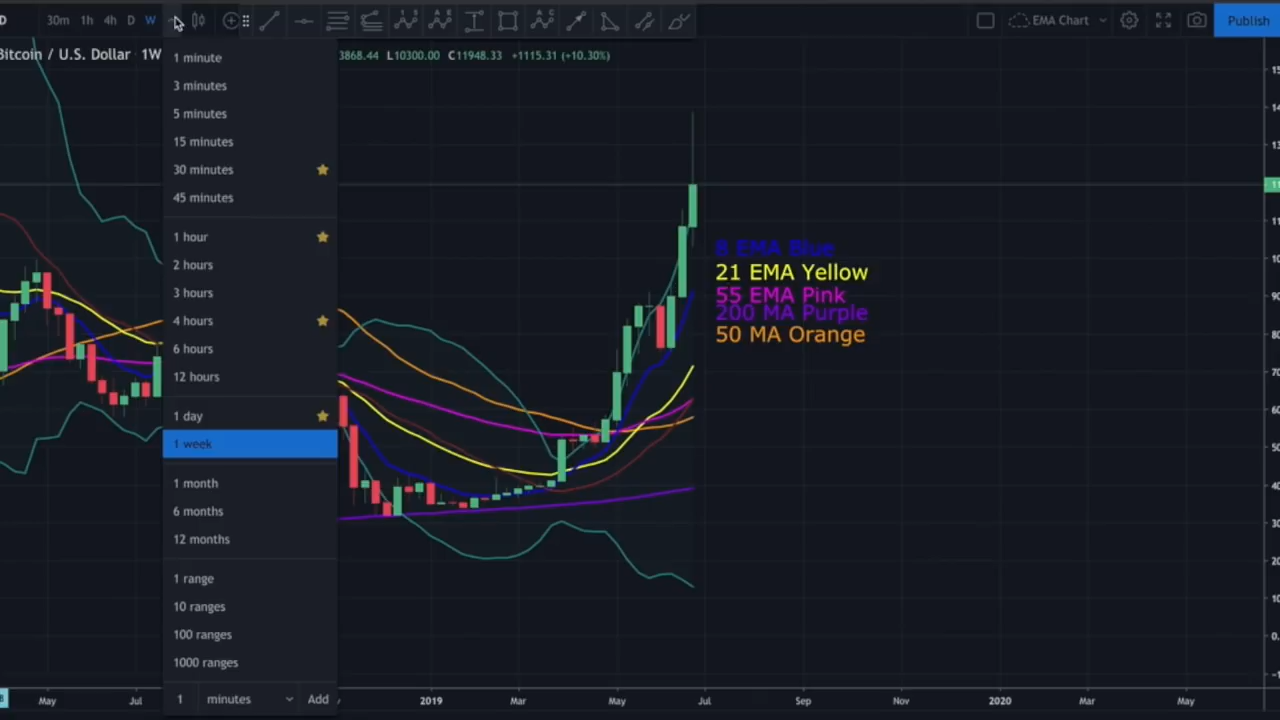 D 30m 1h 4h D W EMA Chart Publish
Bitcoin / U.S. Dollar 1W 3868.44 L10300.00 C11948.33 +1115.31 (+10.30%)
1 minute
3 minutes
5 minutes
15 minutes
30 minutes
45 minutes
1 hour
2 hours
3 hours
4 hours
6 hours
12 hours
1 day
1 week
1 month
6 months
12 months
1 range
10 ranges
100 ranges
1000 ranges
1 minutes Add
8 EMA Blue
21 EMA Yellow
55 EMA Pink
200 MA Purple
50 MA Orange
May Jul 2019 Mar May Jul Sep Nov 2020 Mar May